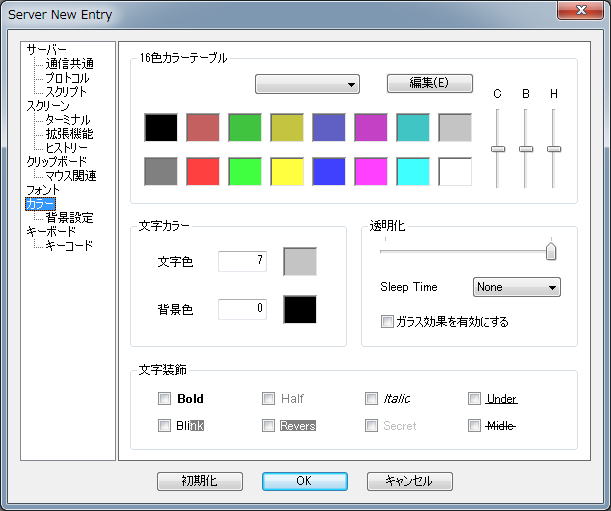 Server New Entry
サーバー
通信共通
プロトコル
スクリプト
スクリーン
ターミナル
拡張機能
ヒストリー
クリップボード
マウス関連
フォント
カラー
背景設定
キーボード
キーコード
16色カラーテーブル
編集(E)
C B H
文字カラー
文字色 7
背景色 0
透明化
Sleep Time None
ガラス効果を有効にする
文字装飾
Bold Half Italic Under
Blink Revers Secret Midle
初期化 OK キャンセル